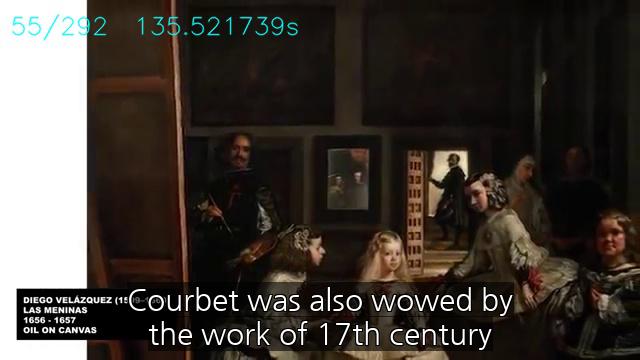 55/292 135.521739s
DIEGO VELÁZQUEZ
LAS MENINAS
1656 - 1657
OIL ON CANVAS
Courbet was also wowed by
the work of 17th century